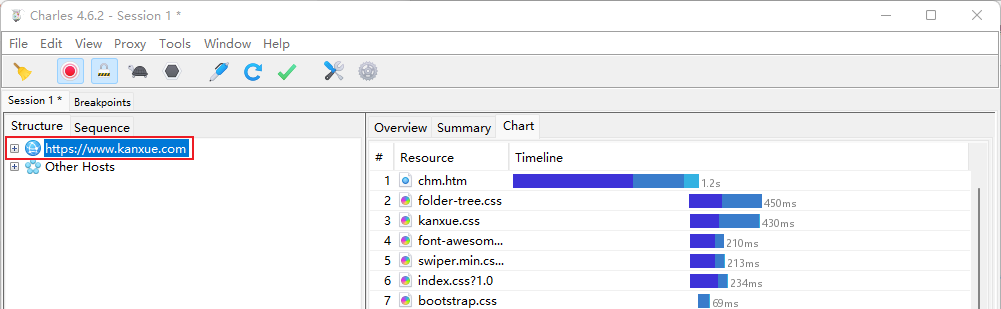 Charles 4.6.2 - Session 1 *
File Edit View Proxy Tools Window Help
Session 1 * Breakpoints
Structure Sequence
https://www.kanxue.com
Other Hosts
Overview Summary Chart
# Resource Timeline
1 chm.htm 1.2s
2 folder-tree.css 450ms
3 kanxue.css 430ms
4 font-awesom... 210ms
5 swiper.min.cs... 213ms
6 index.css?1.0 234ms
7 bootstrap.css 69ms